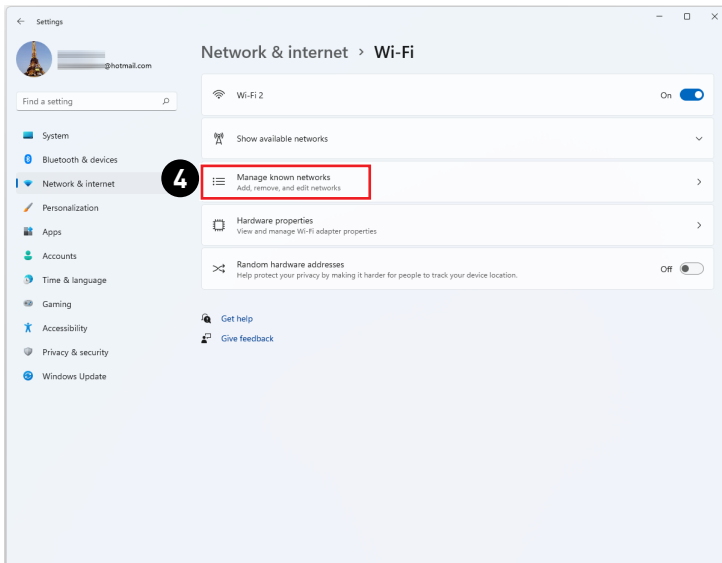 Settings
@hotmail.com
Find a setting
System
Bluetooth & devices
Network & internet
Personalization
Apps
Accounts
Time & language
Gaming
Accessibility
Privacy & security
Windows Update
Network & internet > Wi-Fi
Wi-Fi 2
On
Show available networks
4
Manage known networks
Add, remove, and edit networks
Hardware properties
View and manage Wi-Fi adapter properties
Random hardware addresses
Help protect your privacy by making it harder for people to track your device location.
Off
Get help
Give feedback